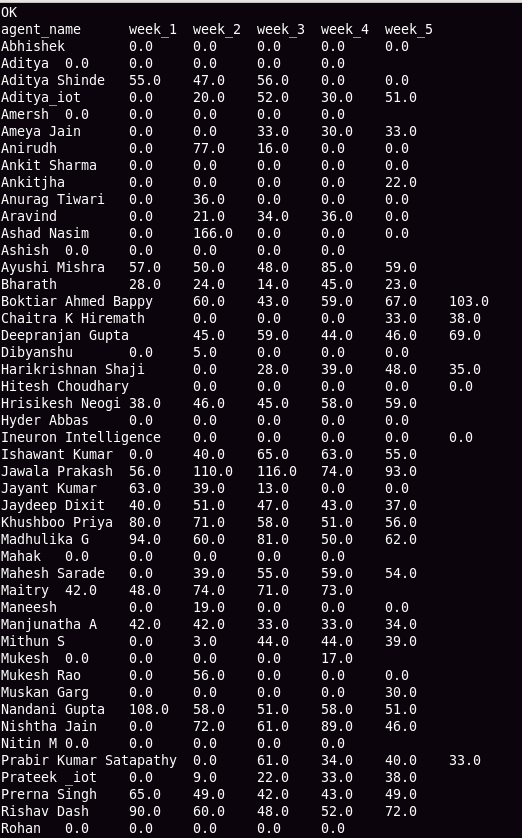 OK
agent_name week_1 week_2 week_3 week_4 week_5
Abhishek 0.0 0.0 0.0 0.0 0.0
Aditya 0.0 0.0 0.0 0.0 0.0
Aditya Shinde 55.0 47.0 56.0 0.0 0.0
Aditya_iot 0.0 20.0 52.0 30.0 51.0
Amersh 0.0 0.0 0.0 0.0 0.0
Ameya Jain 0.0 0.0 33.0 30.0 33.0
Anirudh 0.0 77.0 16.0 0.0 0.0
Ankit Sharma 0.0 0.0 0.0 0.0 0.0
Ankitjha 0.0 0.0 0.0 0.0 22.0
Anurag Tiwari 0.0 36.0 0.0 0.0 0.0
Aravind 0.0 21.0 34.0 36.0 0.0
Ashad Nasim 0.0 166.0 0.0 0.0 0.0
Ashish 0.0 0.0 0.0 0.0 0.0
Ayushi Mishra 57.0 50.0 48.0 85.0 59.0
Bharath 28.0 24.0 14.0 45.0 23.0
Boktiar Ahmed Bappy 60.0 43.0 59.0 67.0 103.0
Chaitra K Hiremath 0.0 0.0 0.0 33.0 38.0
Deepranjan Gupta 45.0 59.0 44.0 46.0 69.0
Dibyanshu 0.0 5.0 0.0 0.0 0.0
Harikrishnan Shaji 0.0 28.0 39.0 48.0 35.0
Hitesh Choudhary 0.0 0.0 0.0 0.0 0.0
Hrisikesh Neogi 38.0 46.0 45.0 58.0 59.0
Hyder Abbas 0.0 0.0 0.0 0.0 0.0
Ineuron Intelligence 0.0 0.0 0.0 0.0 0.0
Ishawant Kumar 0.0 40.0 65.0 63.0 55.0
Jawala Prakash 56.0 110.0 116.0 74.0 93.0
Jayant Kumar 63.0 39.0 13.0 0.0 0.0
Jaydeep Dixit 40.0 51.0 47.0 43.0 37.0
Khushboo Priya 80.0 71.0 58.0 51.0 56.0
Madhulika G 94.0 60.0 81.0 50.0 62.0
Mahak 0.0 0.0 0.0 0.0 0.0
Mahesh Sarade 0.0 39.0 55.0 59.0 54.0
Maitry 42.0 48.0 74.0 71.0 73.0
Maneesh 0.0 19.0 0.0 0.0 0.0
Manjunatha A 42.0 42.0 33.0 33.0 34.0
Mithun S 0.0 3.0 44.0 44.0 39.0
Mukesh 0.0 0.0 0.0 0.0 17.0
Mukesh Rao 0.0 56.0 0.0 0.0 0.0
Muskan Garg 0.0 0.0 0.0 0.0 30.0
Nandani Gupta 108.0 58.0 51.0 58.0 51.0
Nishtha Jain 0.0 72.0 61.0 89.0 46.0
Nitin M 0.0 0.0 0.0 0.0 0.0
Prabir Kumar Satapathy 0.0 61.0 34.0 40.0 33.0
Prateek _iot 0.0 9.0 22.0 33.0 38.0
Prerna Singh 65.0 49.0 42.0 43.0 49.0
Rishav Dash 90.0 60.0 48.0 52.0 72.0
Rohan 0.0 0.0 0.0 0.0 0.0